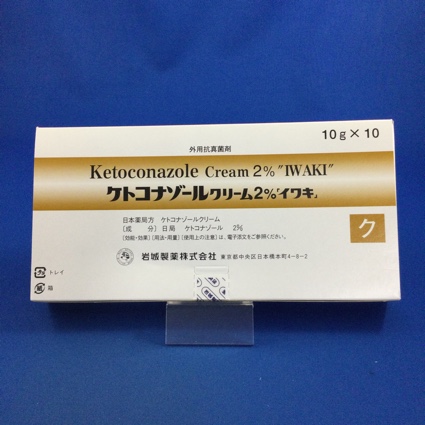 外用抗真菌剤
10g×10
Ketoconazole Cream 2% "IWAKI"
ケトコナゾールクリーム2%「イワキ」
日本薬局方 ケトコナゾールクリーム
[成 分] 日局 ケトコナゾール 2%
[効能・効果] [用法・用量] [使用上の注意] は、電子添文をご参照ください。
ク
岩城製薬株式会社 東京都中央区日本橋本町4-8-2
トレイ
箱